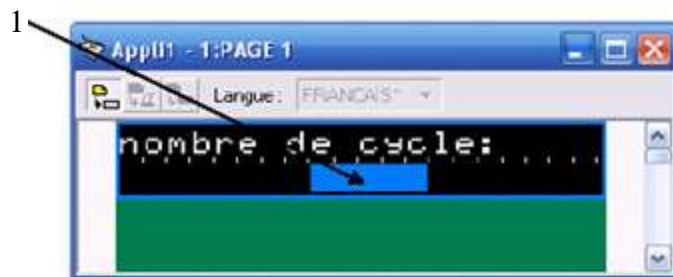 1
Appli1 - 1:PAGE 1
Langue : FRANCAIS*
nombre de cycle: